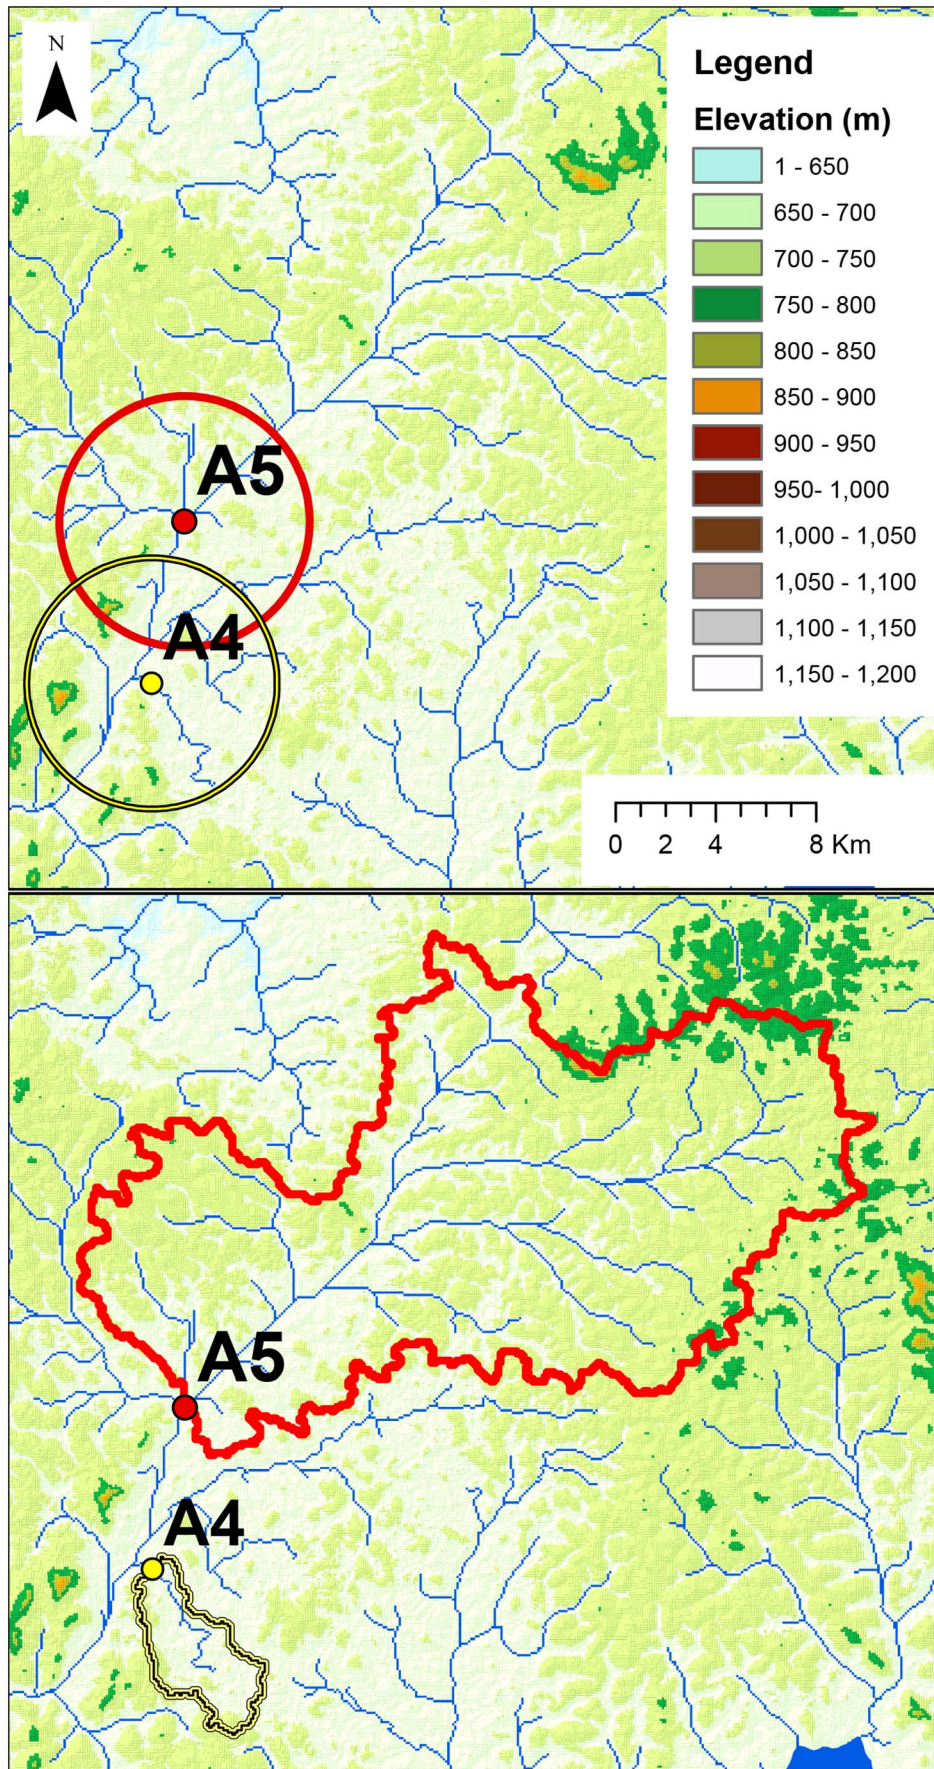 N
Legend
Elevation (m)
1 - 650
650 - 700
700 - 750
750 - 800
800 - 850
850 - 900
900 - 950
950- 1,000
1,000 - 1,050
1,050 - 1,100
1,100 - 1,150
1,150 - 1,200
A5
A4
0 2 4 8 Km
A5
A4